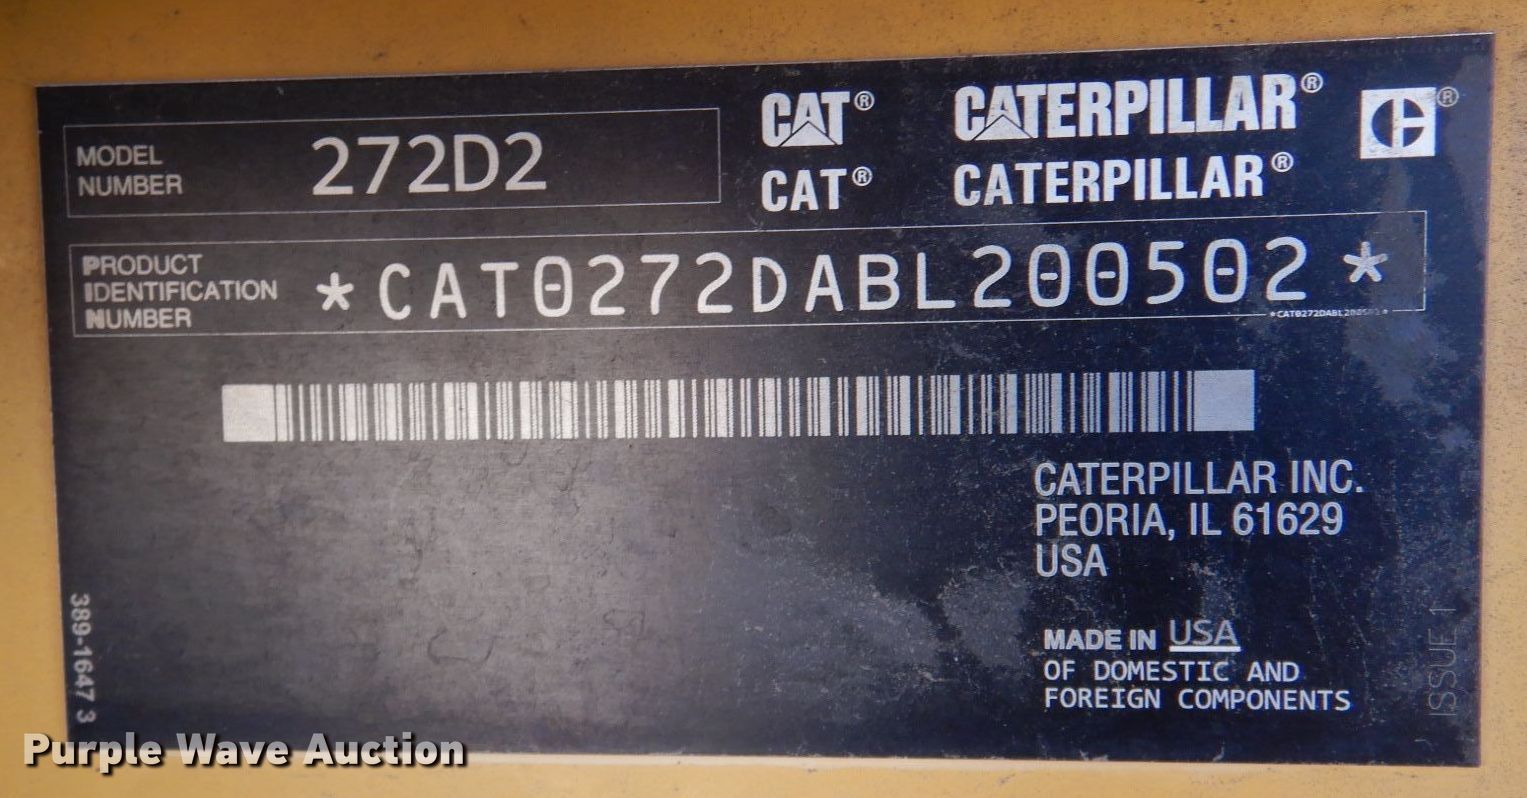 MODEL
NUMBER
272D2
CAT® CATERPILLAR® ®
CAT® CATERPILLAR®
PRODUCT
IDENTIFICATION
NUMBER
*CAT0272DABL200502*
*CAT0272DABL200502*
CATERPILLAR INC.
PEORIA, IL 61629
USA
MADE IN USA
OF DOMESTIC AND
FOREIGN COMPONENTS
389-1647 3
ISSUE 1
Purple Wave Auction